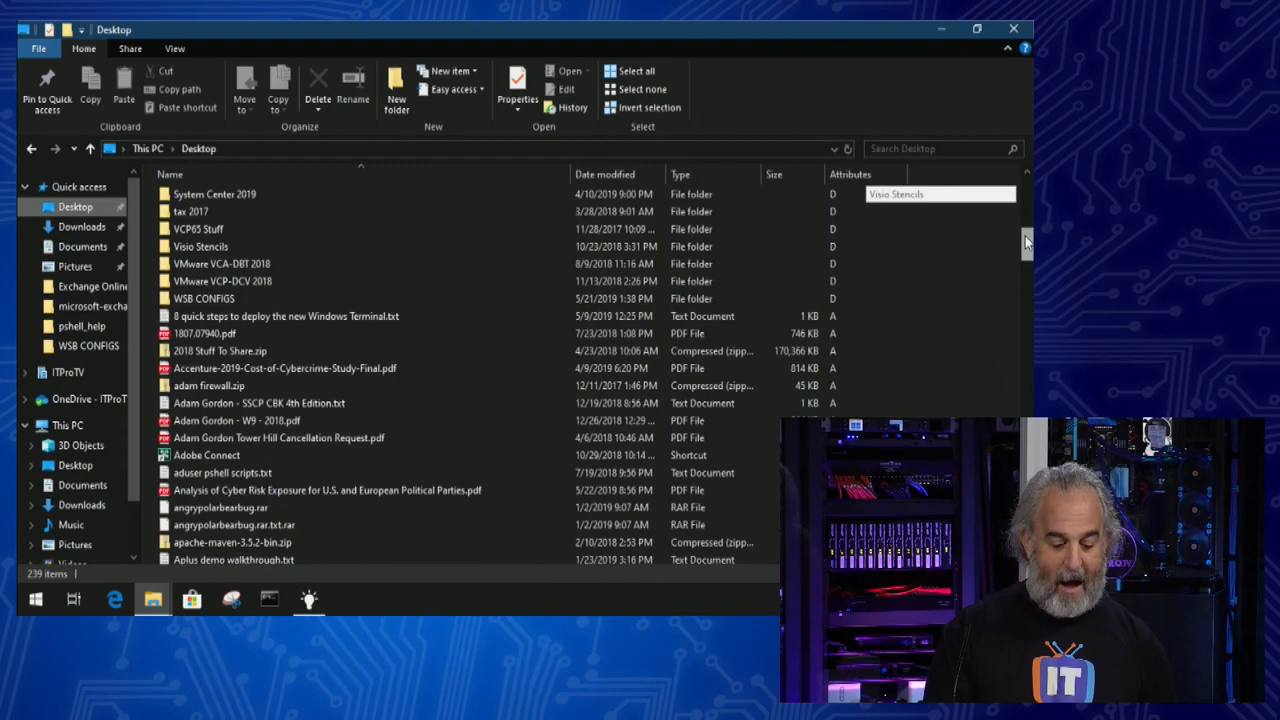 Desktop
File Home Share View
Pin to Quick access
Copy
Paste
Cut
Copy path
Paste shortcut
Move to
Copy to
Delete
Rename
New folder
New item
Easy access
Properties
Open
Edit
History
Select all
Select none
Invert selection
Clipboard Organize New Open Select
This PC Desktop Search Desktop
Name Date modified Type Size Attributes
Quick access
Desktop
Downloads
Documents
Pictures
Exchange Online
microsoft-excha
pshell_help
WSB CONFIGS
ITProTV
OneDrive - ITProT
This PC
3D Objects
Desktop
Documents
Downloads
Music
Pictures
System Center 2019 4/10/2019 9:00 PM File folder D
Visio Stencils
tax 2017 3/28/2018 9:01 AM File folder D
VCP65 Stuff 11/28/2017 10:09 ... File folder D
Visio Stencils 10/23/2018 3:31 PM File folder D
VMware VCA-DBT 2018 8/9/2018 11:16 AM File folder D
VMware VCP-DCV 2018 11/13/2018 2:26 PM File folder D
WSB CONFIGS 5/21/2019 1:38 PM File folder D
8 quick steps to deploy the new Windows Terminal.txt 5/9/2019 12:25 PM Text Document 1 KB A
1807.07940.pdf 7/23/2018 1:08 PM PDF File 746 KB A
2018 Stuff To Share.zip 4/23/2018 10:06 AM Compressed (zipp... 170,366 KB A
Accenture-2019-Cost-of-Cybercrime-Study-Final.pdf 4/9/2019 6:20 PM PDF File 814 KB A
adam firewall.zip 12/11/2017 1:46 PM Compressed (zipp... 45 KB A
Adam Gordon - SSCP CBK 4th Edition.txt 12/19/2018 8:56 AM Text Document 1 KB A
Adam Gordon - W9 - 2018.pdf 12/26/2018 12:29 ... PDF File
Adam Gordon Tower Hill Cancellation Request.pdf 4/6/2018 10:46 AM PDF File
Adobe Connect 10/29/2018 10:14 ... Shortcut
aduser pshell scripts.txt 7/19/2018 9:56 PM Text Document
Analysis of Cyber Risk Exposure for U.S. and European Political Parties.pdf 5/22/2019 8:56 PM PDF File
angrypolarbearbug.rar 1/2/2019 9:07 AM RAR File
angrypolarbearbug.rar.txt.rar 1/2/2019 9:07 AM RAR File
apache-maven-3.5.2-bin.zip 2/10/2018 2:53 PM Compressed (zipp...
Aplus demo walkthrough.txt 1/23/2019 3:16 PM Text Document
239 items
IT